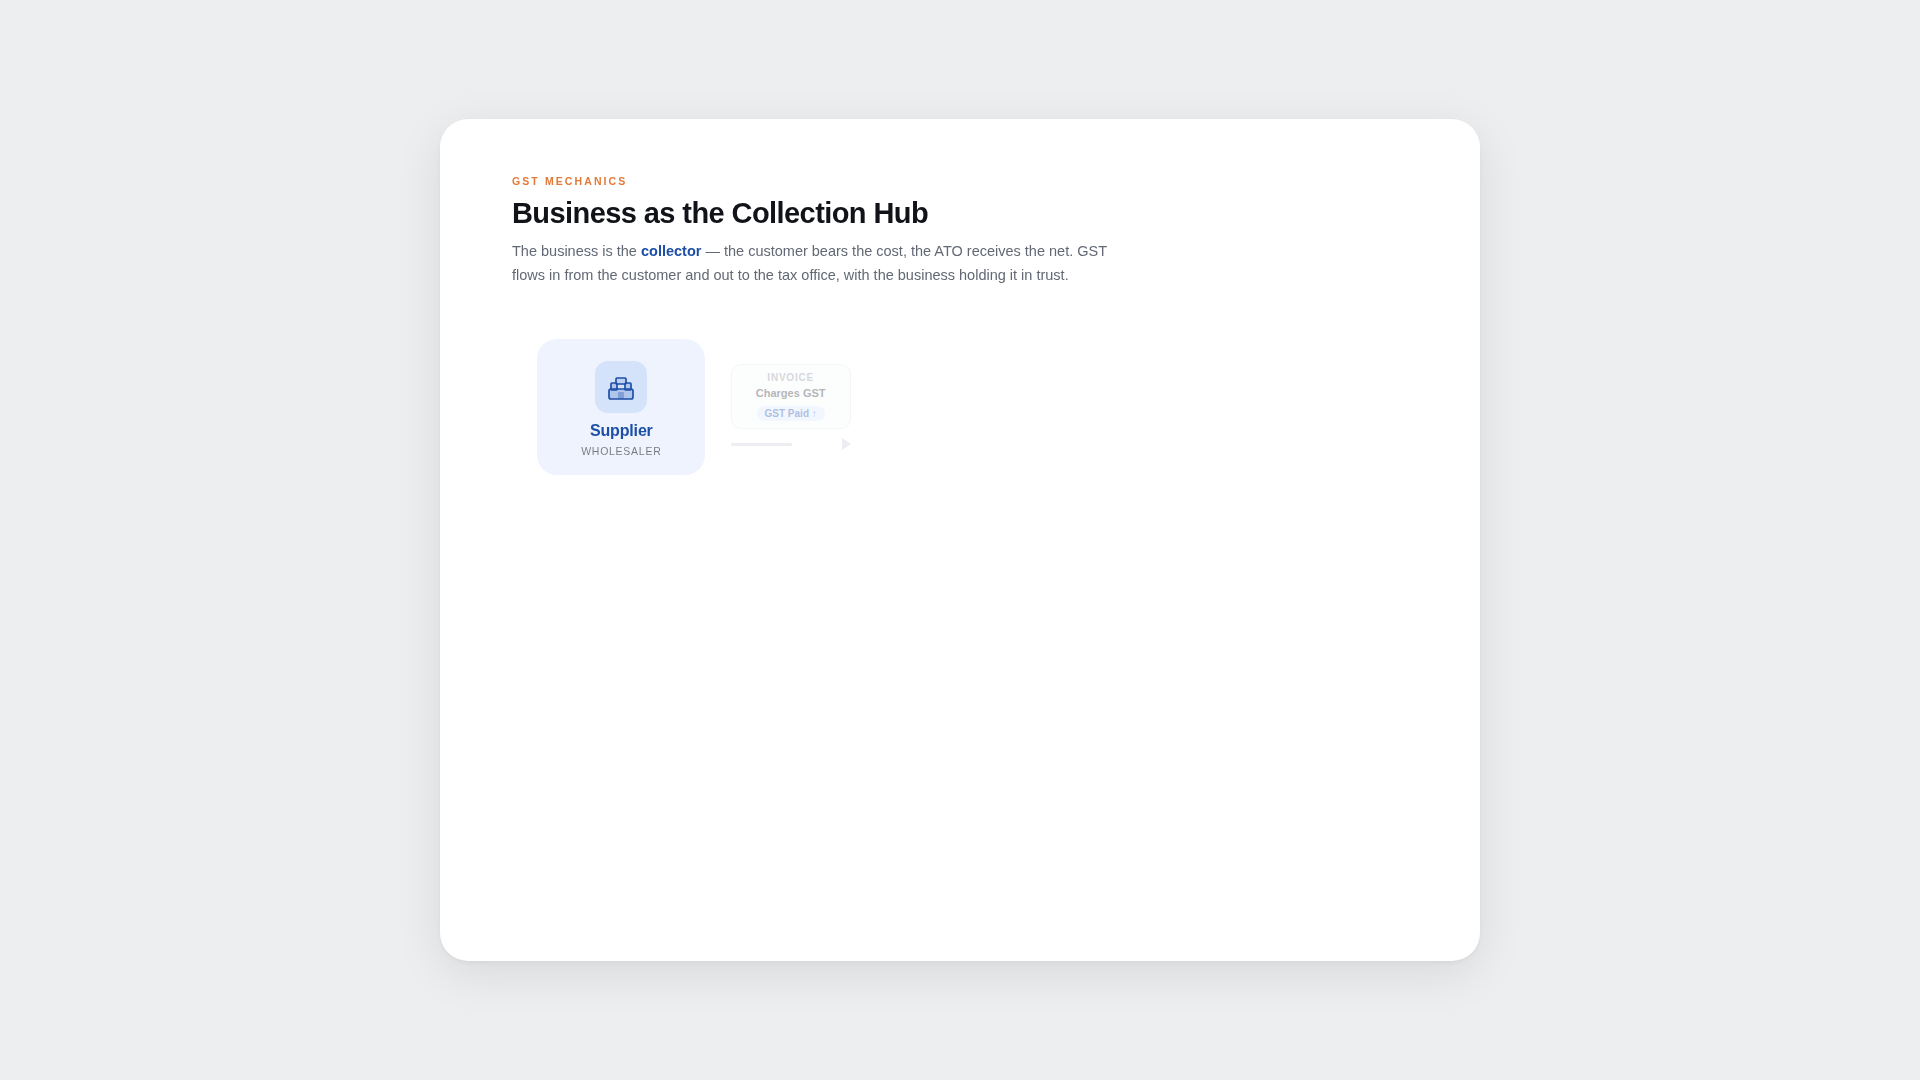 GST MECHANICS
Business as the Collection Hub
The business is the collector — the customer bears the cost, the ATO receives the net. GST
flows in from the customer and out to the tax office, with the business holding it in trust.
Supplier
WHOLESALER
INVOICE
Charges GST
GST Paid ↑